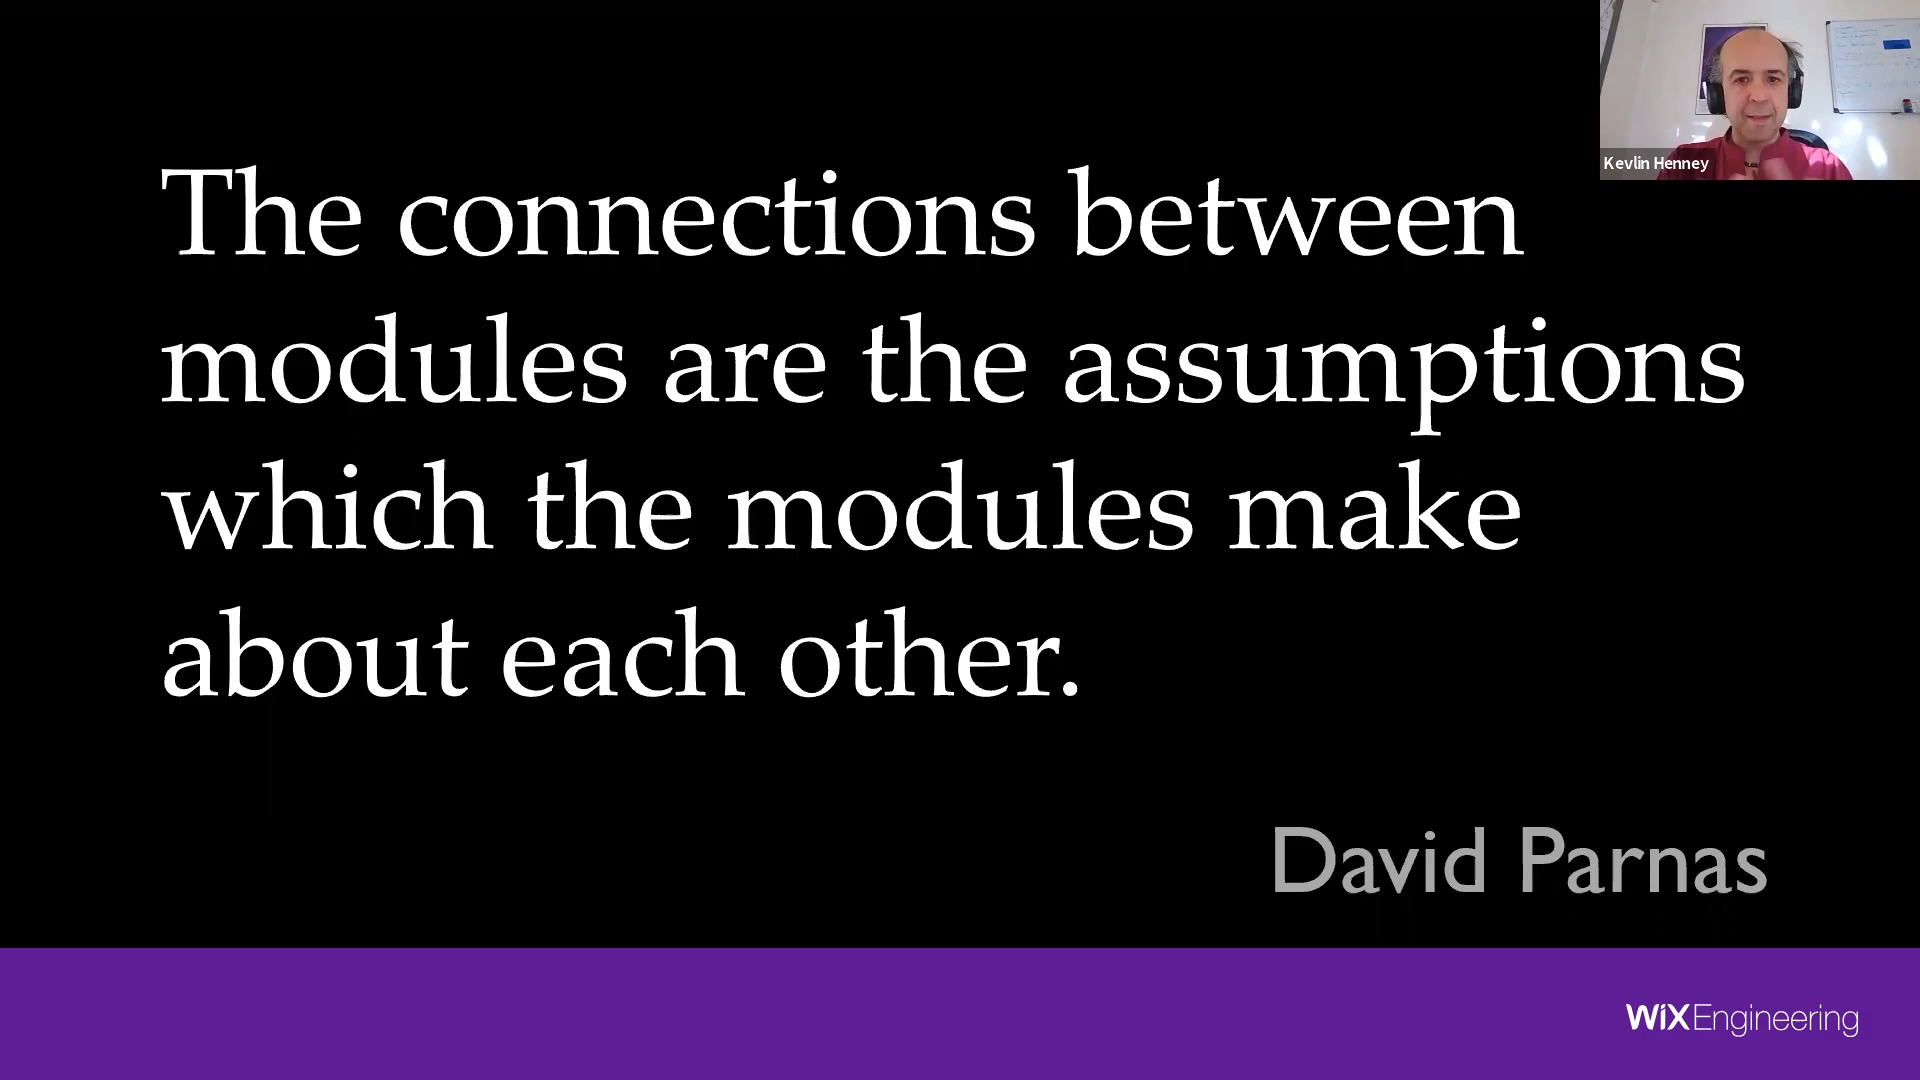 Kevlin Henney
The connections between
modules are the assumptions
which the modules make
about each other.
David Parnas
WiXEngineering